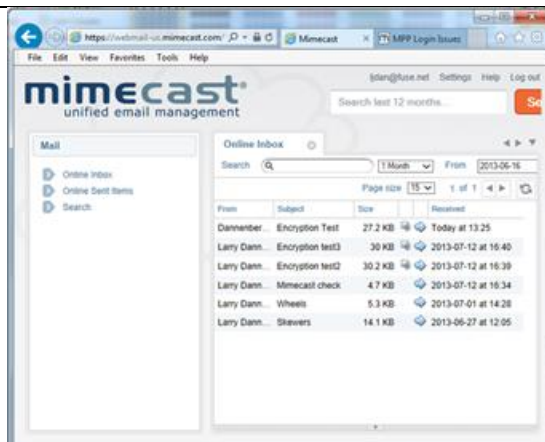 https://webmail-us.mimecast.com/
Mimecast
MPP Login Issues
File Edit View Favorites Tools Help
mimecast
unified email management
ljdan@fuse.net Settings Help Log out
Search last 12 months...
Se
Mail
Online Inbox
Online Sent Items
Search
Online Inbox
Search 1 Month From 2013-06-16
Page size 15 1 of 1
From Subject Size Received
Dannenber... Encryption Test 27.2 KB Today at 13:25
Larry Dann... Encryption test3 30 KB 2013-07-12 at 16:40
Larry Dann... Encryption test2 30.2 KB 2013-07-12 at 16:39
Larry Dann... Mimecast check 4.7 KB 2013-07-12 at 16:34
Larry Dann... Wheels 5.3 KB 2013-07-01 at 14:28
Larry Dann... Skewers 14.1 KB 2013-06-27 at 12:05